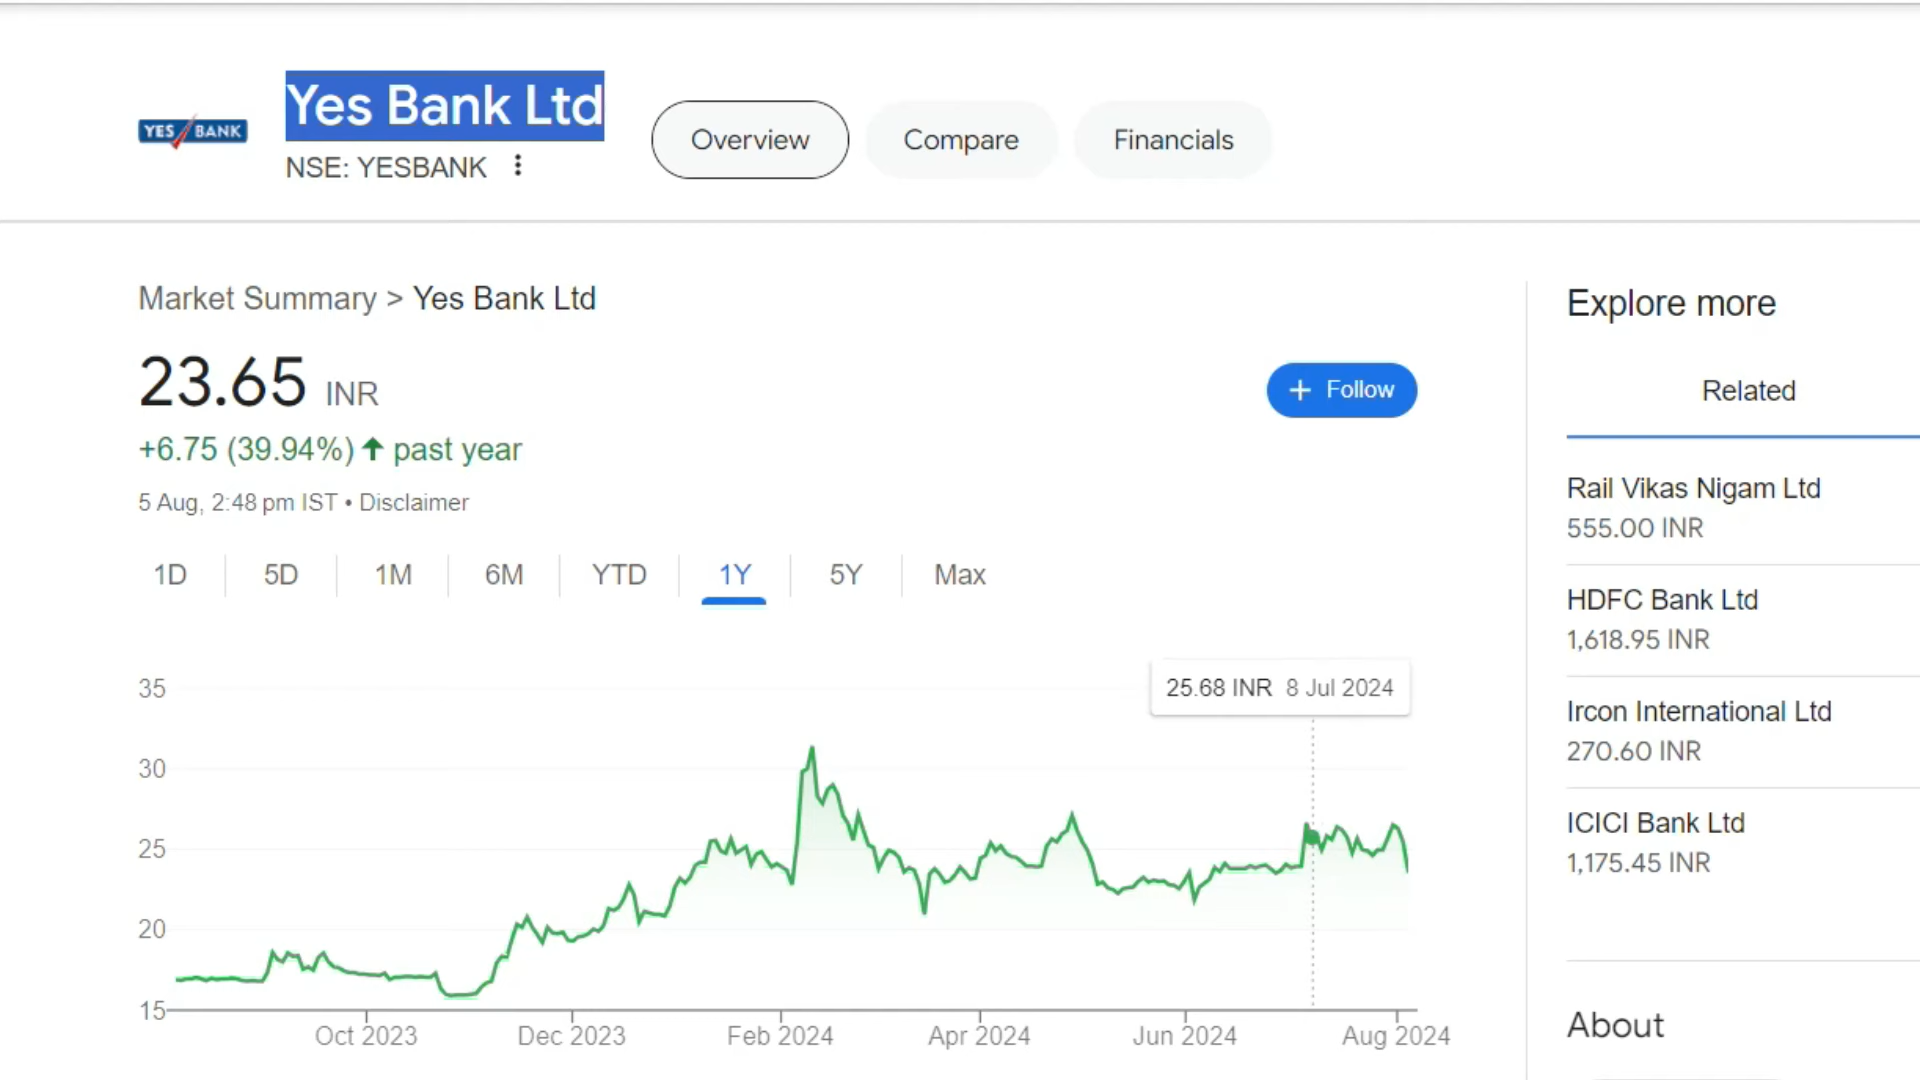 YES BANK
Yes Bank Ltd
NSE: YESBANK
Overview
Compare
Financials
Market Summary > Yes Bank Ltd
23.65 INR
+6.75 (39.94%) past year
5 Aug, 2:48 pm IST • Disclaimer
+ Follow
1D 5D 1M 6M YTD 1Y 5Y Max
25.68 INR 8 Jul 2024
35
30
25
20
15
Oct 2023 Dec 2023 Feb 2024 Apr 2024 Jun 2024 Aug 2024
Explore more
Related
Rail Vikas Nigam Ltd
555.00 INR
HDFC Bank Ltd
1,618.95 INR
Ircon International Ltd
270.60 INR
ICICI Bank Ltd
1,175.45 INR
About